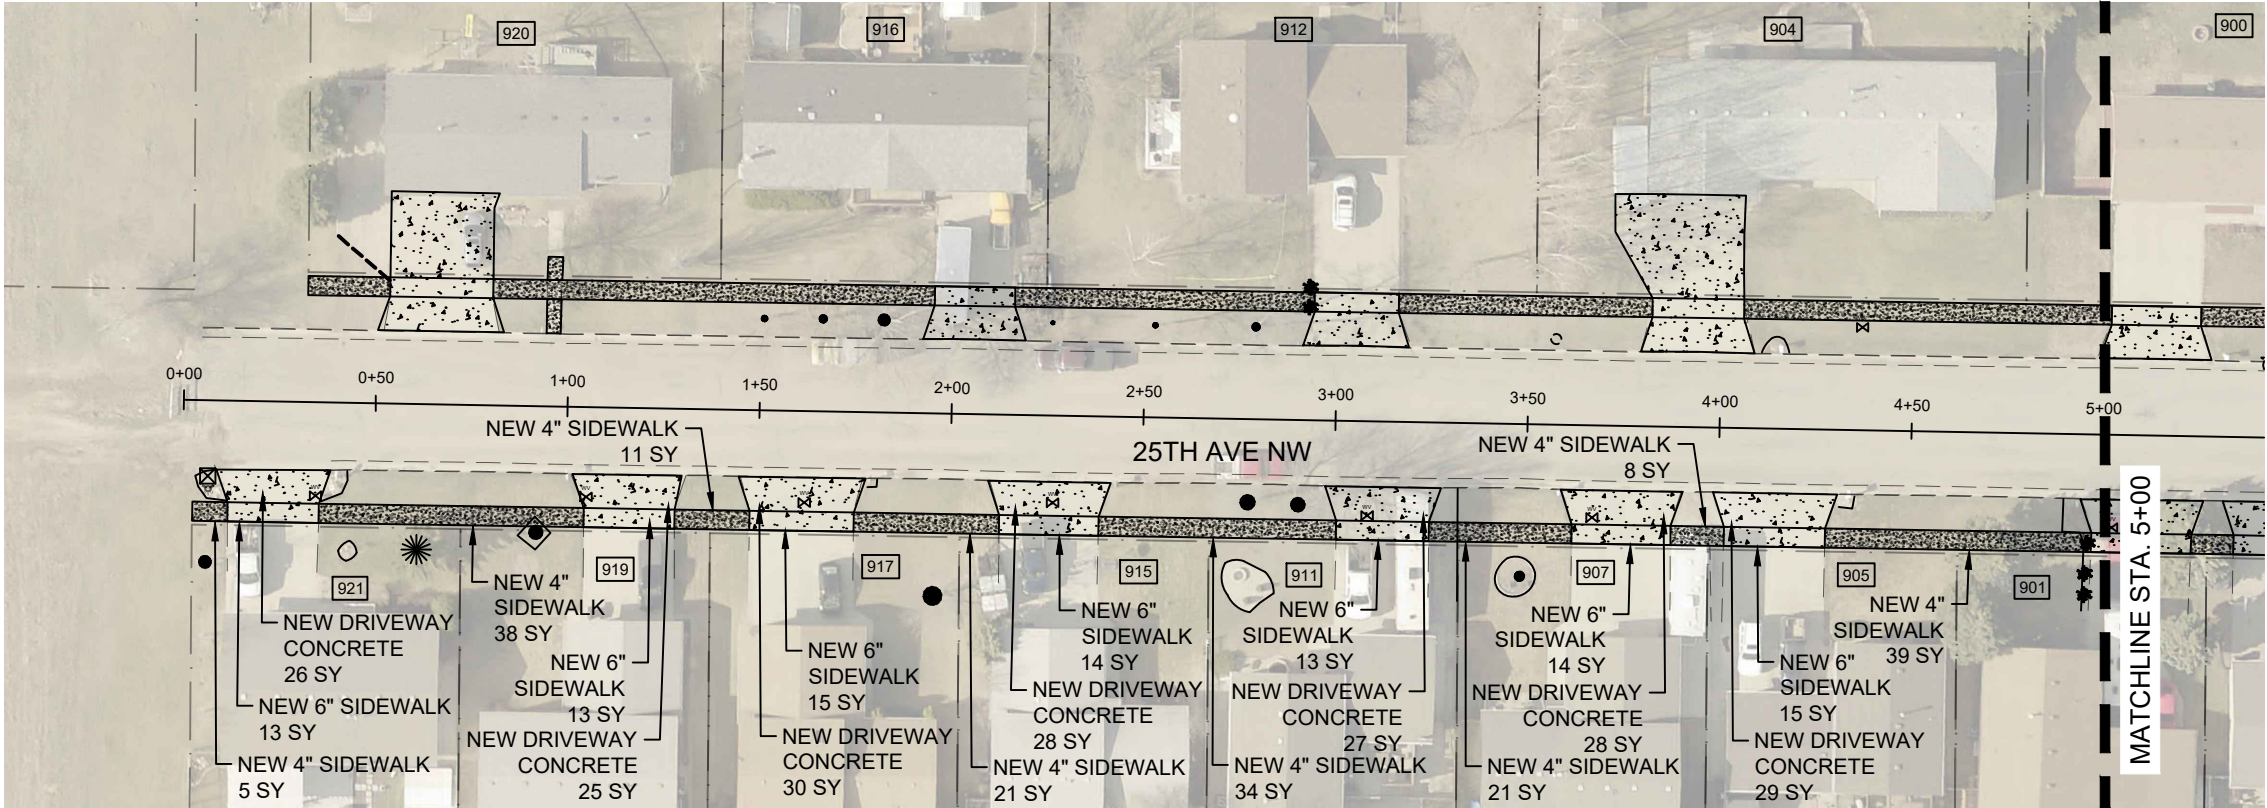 920
916
912
904
900
0+00
0+50
1+00
1+50
2+00
2+50
3+00
3+50
4+00
4+50
5+00
25TH AVE NW
NEW 4" SIDEWALK
11 SY
NEW 4" SIDEWALK
8 SY
WV
WV
WV
WV
WV
WV
921
919
917
915
911
907
905
901
NEW DRIVEWAY
CONCRETE
26 SY
NEW 6" SIDEWALK
13 SY
NEW 4" SIDEWALK
5 SY
NEW 4"
SIDEWALK
38 SY
NEW 6"
SIDEWALK
13 SY
NEW DRIVEWAY
CONCRETE
25 SY
NEW 6"
SIDEWALK
15 SY
NEW DRIVEWAY
CONCRETE
30 SY
NEW 6"
SIDEWALK
14 SY
NEW DRIVEWAY
CONCRETE
28 SY
NEW 4" SIDEWALK
21 SY
NEW 6"
SIDEWALK
13 SY
NEW DRIVEWAY
CONCRETE
27 SY
NEW 4" SIDEWALK
34 SY
NEW 6"
SIDEWALK
14 SY
NEW DRIVEWAY
CONCRETE
28 SY
NEW 4" SIDEWALK
21 SY
NEW 4"
SIDEWALK
39 SY
NEW 6"
SIDEWALK
15 SY
NEW DRIVEWAY
CONCRETE
29 SY
MATCHLINE STA. 5+00